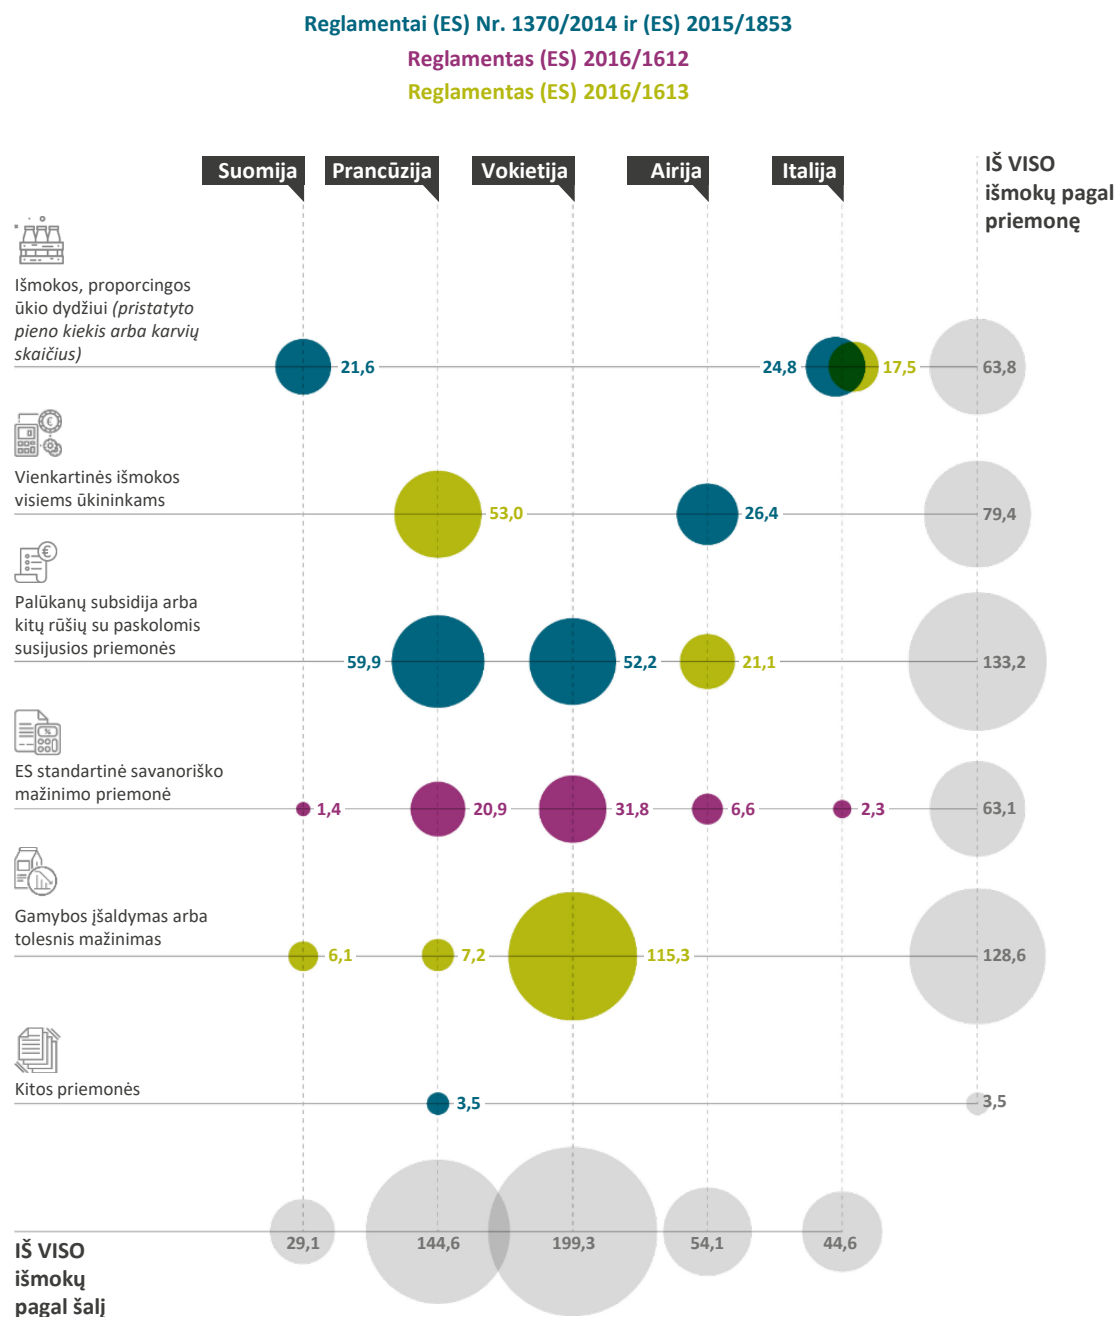 Reglamentai (ES) Nr. 1370/2014 ir (ES) 2015/1853
Reglamentas (ES) 2016/1612
Reglamentas (ES) 2016/1613
Suomija
Prancūzija
Vokietija
Airija
Italija
IŠ VISO
išmokų pagal
priemonę
Išmokos, proporcingos
ūkio dydžiui (pristatyto
pieno kiekis arba karvių
skaičius)
21,6
24,8
17,5
63,8
Vienkartinės išmokos
visiems ūkininkams
53,0
26,4
79,4
Palūkanų subsidija arba
kitų rūšių su paskolomis
susijusios priemonės
59,9
52,2
21,1
133,2
ES standartinė savanoriško
mažinimo priemonė
1,4
20,9
31,8
6,6
2,3
63,1
Gamybos įšaldymas arba
tolesnis mažinimas
6,1
7,2
115,3
128,6
Kitos priemonės
3,5
3,5
29,1
144,6
199,3
54,1
44,6
IŠ VISO
išmokų
pagal šalį